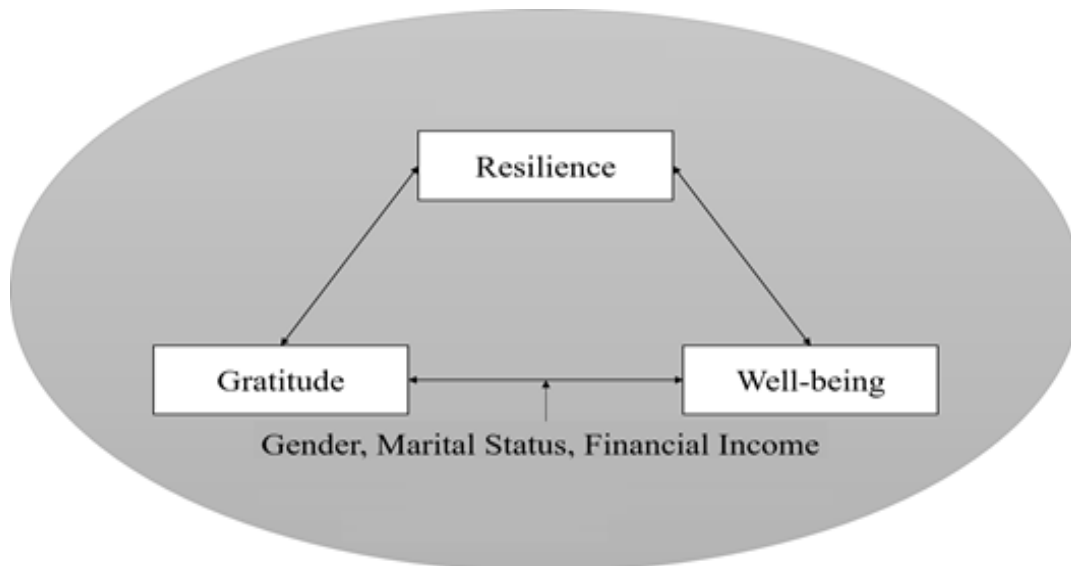 Resilience
Gratitude
Well-being
Gender, Marital Status, Financial Income